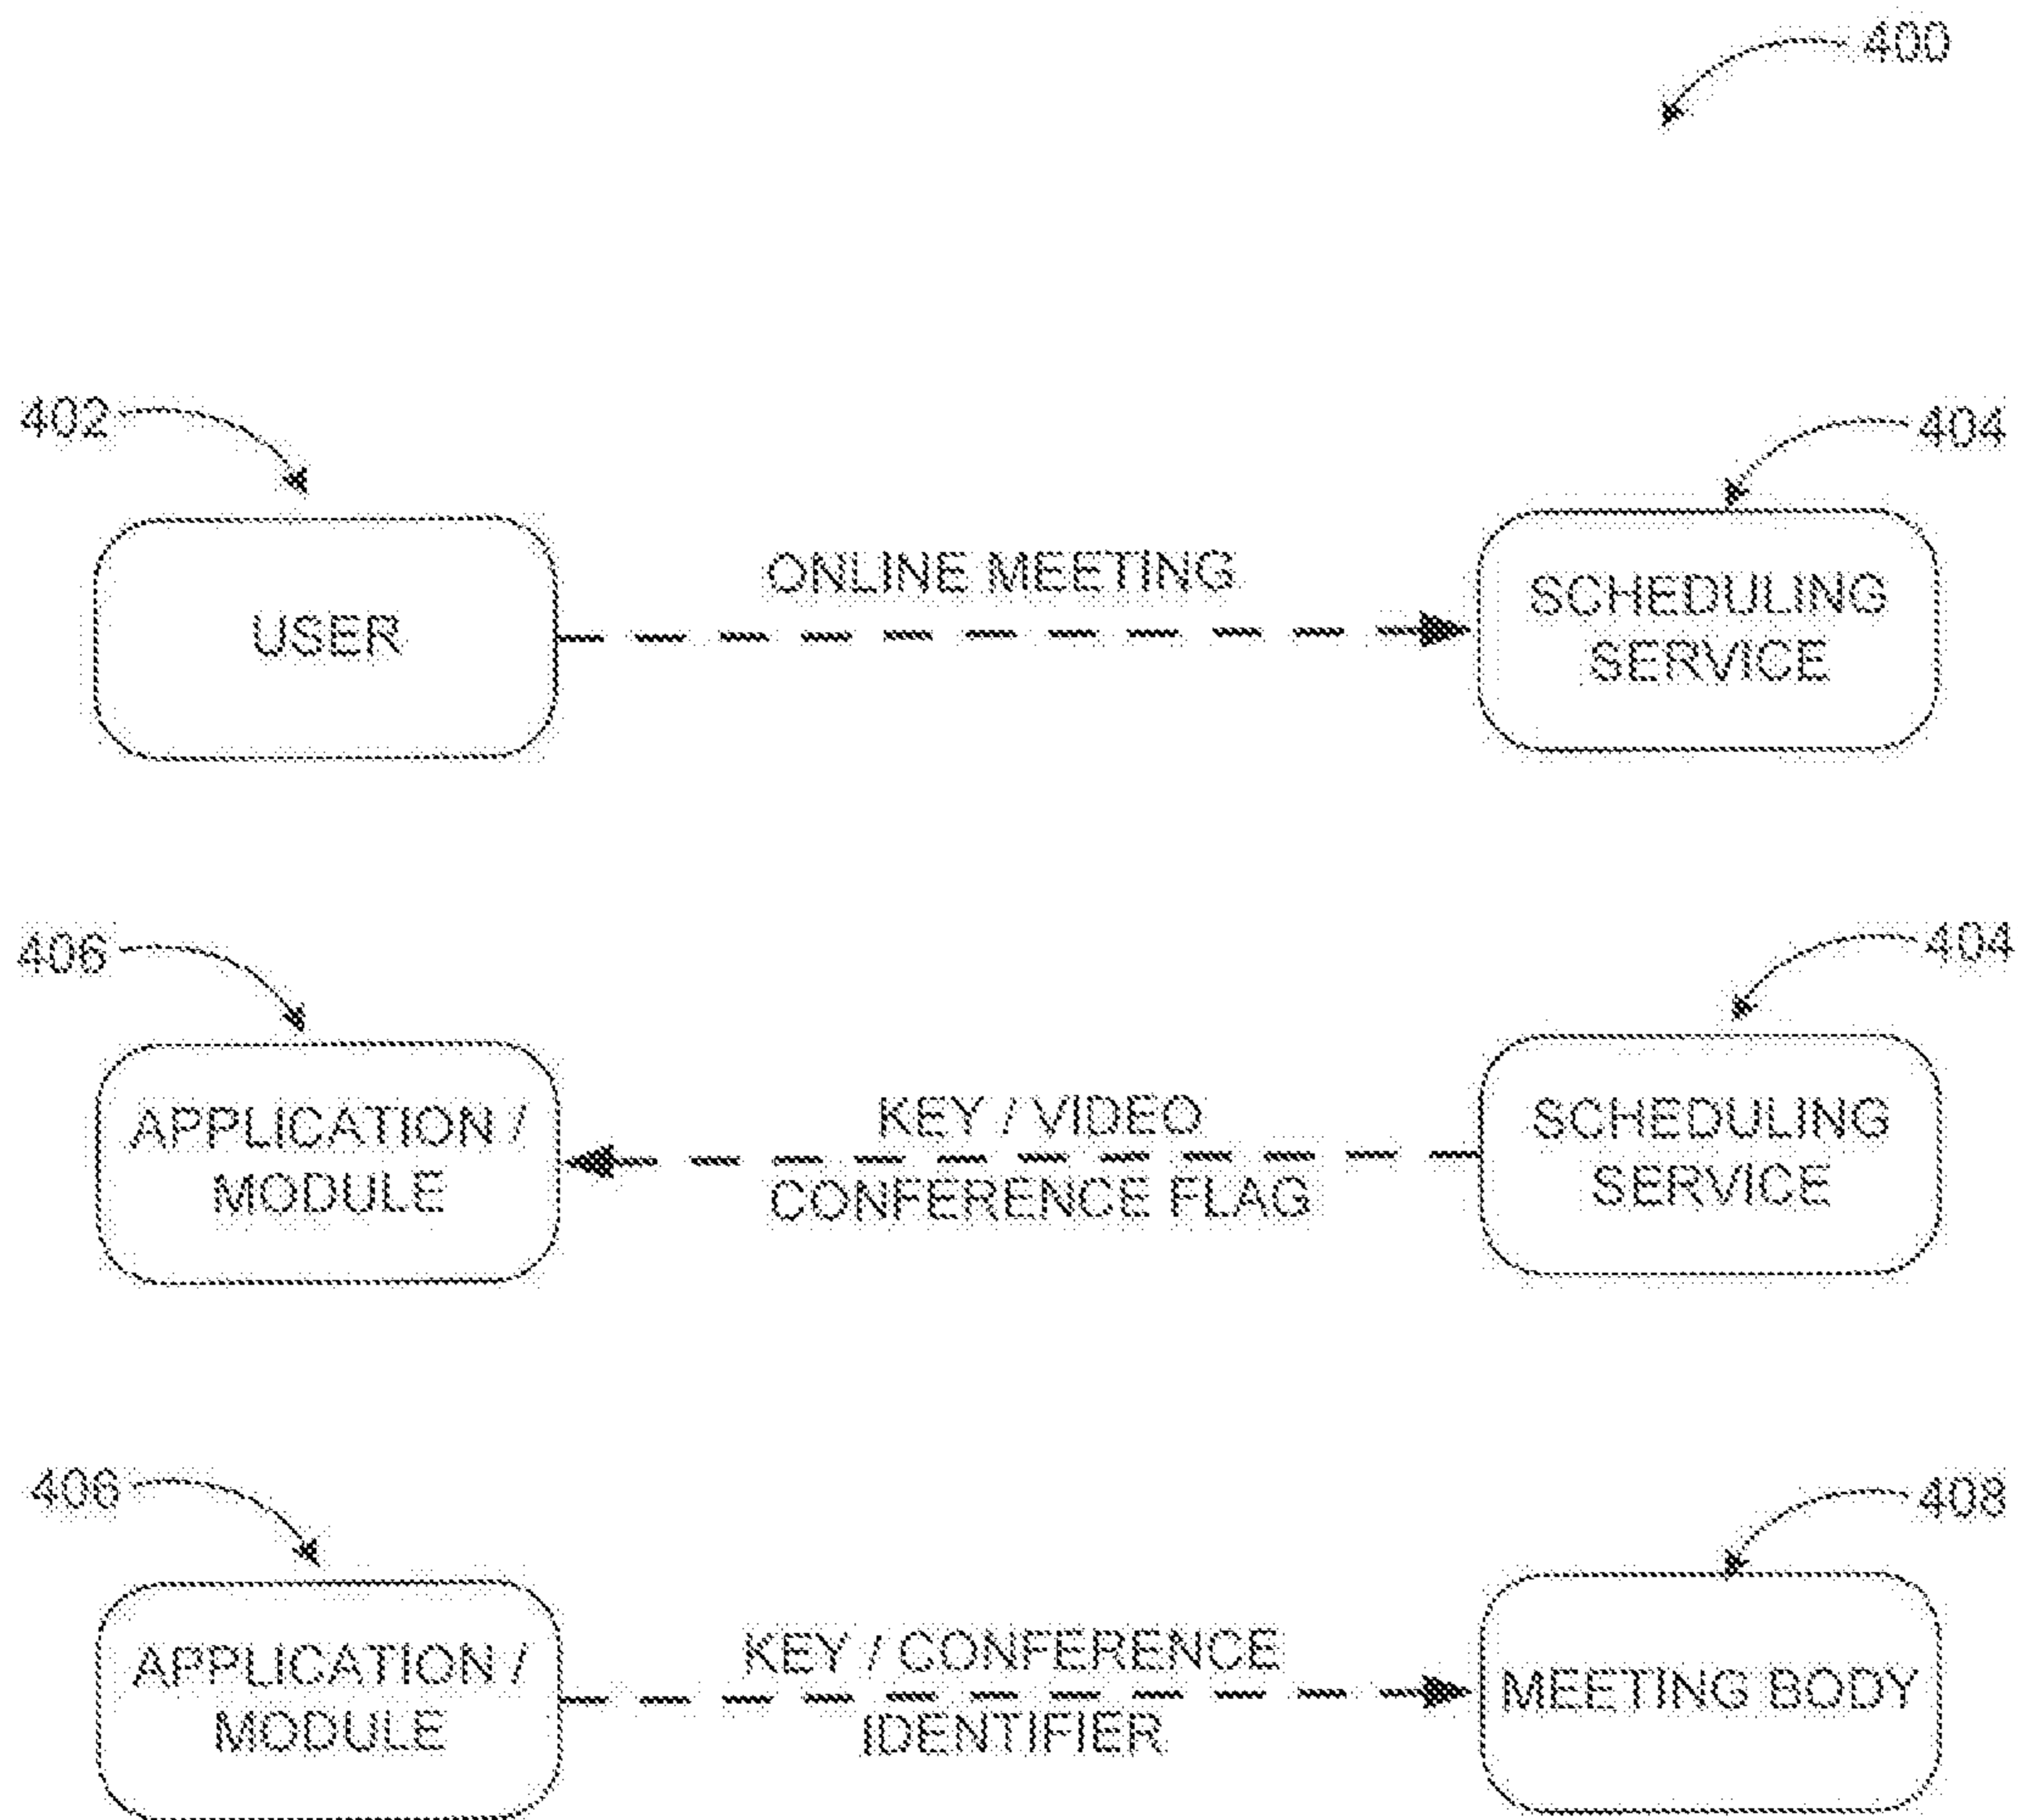 400
402
404
USER
ONLINE MEETING
SCHEDULING
SERVICE
406
404
APPLICATION /
MODULE
KEY / VIDEO
CONFERENCE FLAG
SCHEDULING
SERVICE
406
408
APPLICATION /
MODULE
KEY / CONFERENCE
IDENTIFIER
MEETING BODY